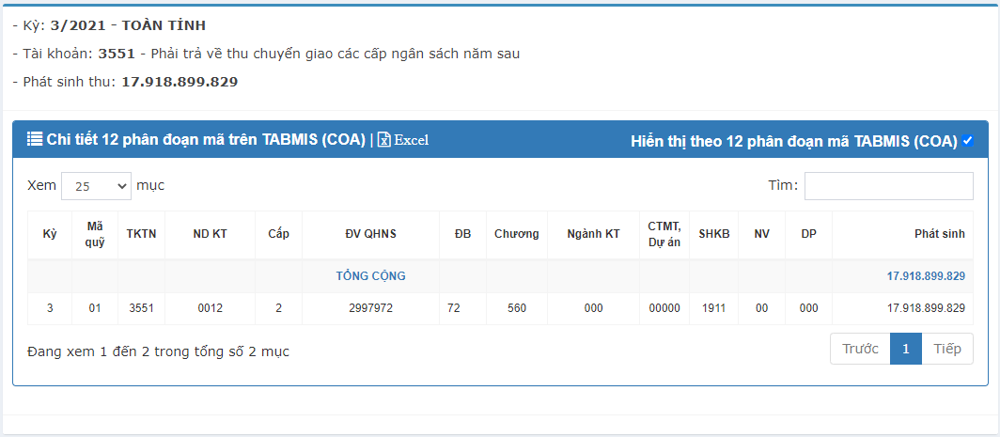 - Kỳ: 3/2021 - TOÀN TỈNH
- Tài khoản: 3551 - Phải trả về thu chuyển giao các cấp ngân sách năm sau
- Phát sinh thu: 17.918.899.829
Chi tiết 12 phân đoạn mã trên TABMIS (COA) | Excel
Hiển thị theo 12 phân đoạn mã TABMIS (COA)
Xem 25 mục
Tìm:
Kỳ Mã quỹ TKTN ND KT Cấp ĐV QHNS ĐB Chương Ngành KT CTMT, Dự án SHKB NV DP Phát sinh
TỔNG CỘNG 17.918.899.829
3 01 3551 0012 2 2997972 72 560 000 00000 1911 00 000 17.918.899.829
Đang xem 1 đến 2 trong tổng số 2 mục
Trước 1 Tiếp